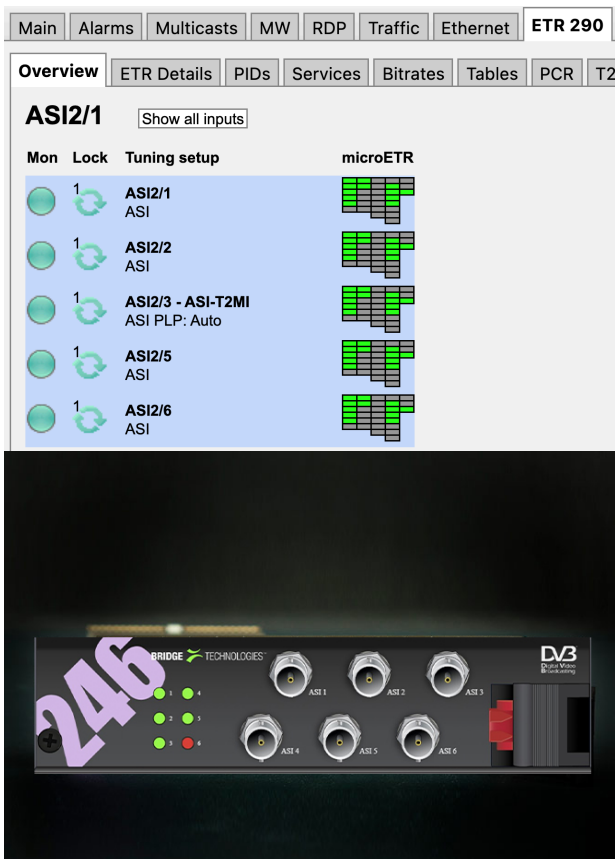 Main Alarms Multicasts MW RDP Traffic Ethernet ETR 290
Overview ETR Details PIDs Services Bitrates Tables PCR T2
ASI2/1 Show all inputs
Mon Lock Tuning setup microETR
1 ASI2/1
ASI
1 ASI2/2
ASI
1 ASI2/3 - ASI-T2MI
ASI PLP: Auto
1 ASI2/5
ASI
1 ASI2/6
ASI
246
BRIDGE TECHNOLOGIES
DVB
Digital Video
Broadcasting
1 4
2 5
3 6
ASI 1 ASI 2 ASI 3
ASI 4 ASI 5 ASI 6